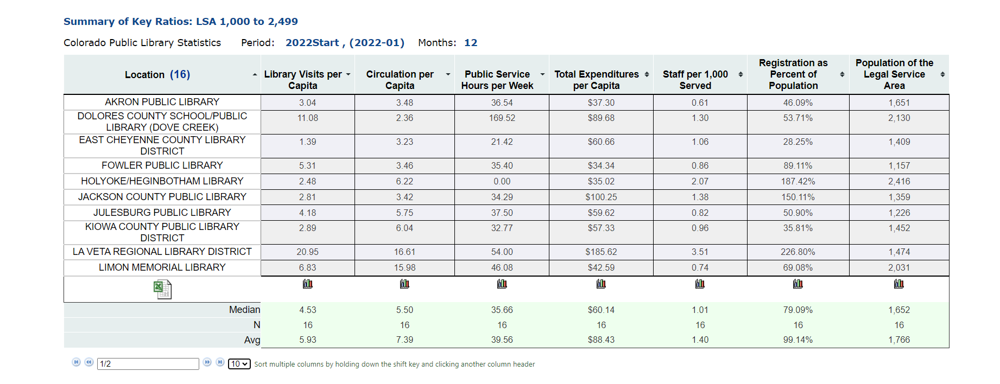 Summary of Key Ratios: LSA 1,000 to 2,499
Colorado Public Library Statistics Period: 2022Start , (2022-01) Months: 12
Location (16) Library Visits per Capita Circulation per Capita Public Service Hours per Week Total Expenditures per Capita Staff per 1,000 Served Registration as Percent of Population Population of the Legal Service Area
AKRON PUBLIC LIBRARY 3.04 3.48 36.54 $37.30 0.61 46.09% 1,651
DOLORES COUNTY SCHOOL/PUBLIC LIBRARY (DOVE CREEK) 11.08 2.36 169.52 $89.68 1.30 53.71% 2,130
EAST CHEYENNE COUNTY LIBRARY DISTRICT 1.39 3.23 21.42 $60.66 1.06 28.25% 1,409
FOWLER PUBLIC LIBRARY 5.31 3.46 35.40 $34.34 0.86 89.11% 1,157
HOLYOKE/HEGINBOTHAM LIBRARY 2.48 6.22 0.00 $35.02 2.07 187.42% 2,416
JACKSON COUNTY PUBLIC LIBRARY 2.81 3.42 34.29 $100.25 1.38 150.11% 1,359
JULESBURG PUBLIC LIBRARY 4.18 5.75 37.50 $59.62 0.82 50.90% 1,226
KIOWA COUNTY PUBLIC LIBRARY DISTRICT 2.89 6.04 32.77 $57.33 0.96 35.81% 1,452
LA VETA REGIONAL LIBRARY DISTRICT 20.95 16.61 54.00 $185.62 3.51 226.80% 1,474
LIMON MEMORIAL LIBRARY 6.83 15.98 46.08 $42.59 0.74 69.08% 2,031
Median 4.53 5.50 35.66 $60.14 1.01 79.09% 1,652
N 16 16 16 16 16 16 16
Avg 5.93 7.39 39.56 $88.43 1.40 99.14% 1,766
1/2 10 Sort multiple columns by holding down the shift key and clicking another column header